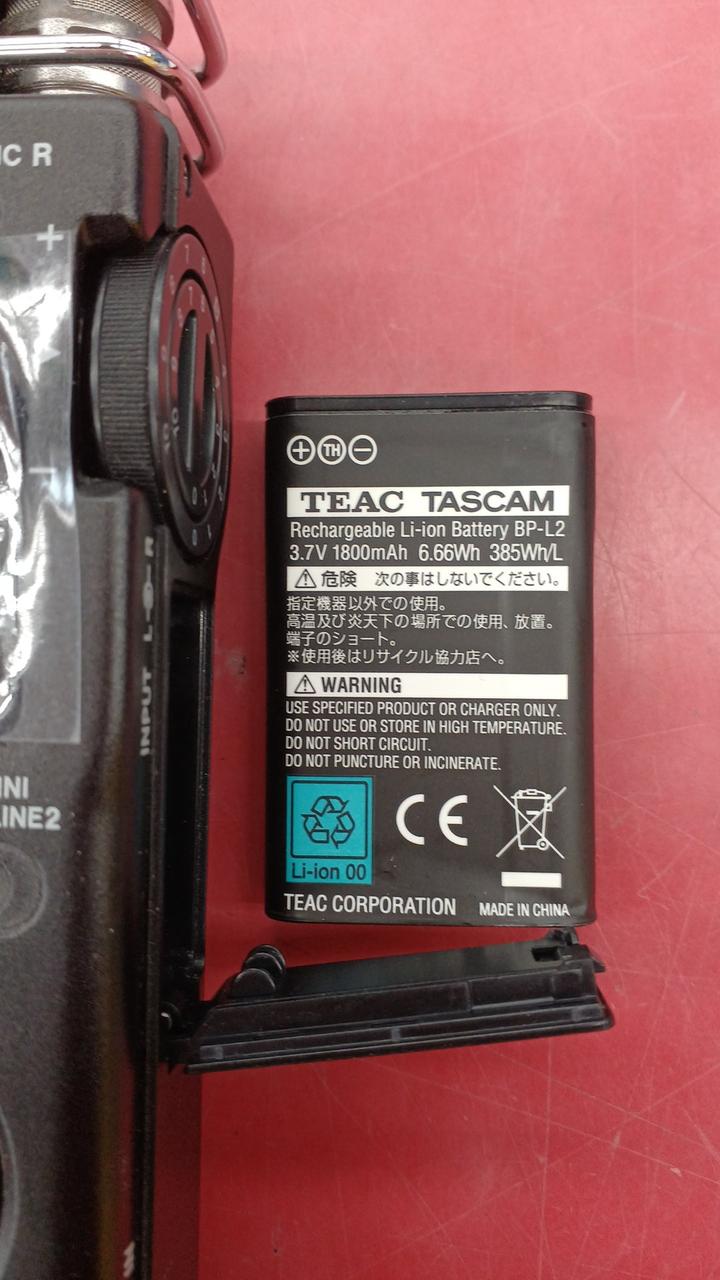 IC R
+
INPUT L R
INI
LINE2
+ TH −
TEAC TASCAM
Rechargeable Li-ion Battery BP-L2
3.7V 1800mAh 6.66Wh 385Wh/L
危険 次の事はしないでください。
指定機器以外での使用。
高温及び炎天下の場所での使用、放置。
端子のショート。
※使用後はリサイクル協力店へ。
WARNING
USE SPECIFIED PRODUCT OR CHARGER ONLY.
DO NOT USE OR STORE IN HIGH TEMPERATURE.
DO NOT SHORT CIRCUIT.
DO NOT PUNCTURE OR INCINERATE.
CE
Li-ion 00
TEAC CORPORATION MADE IN CHINA